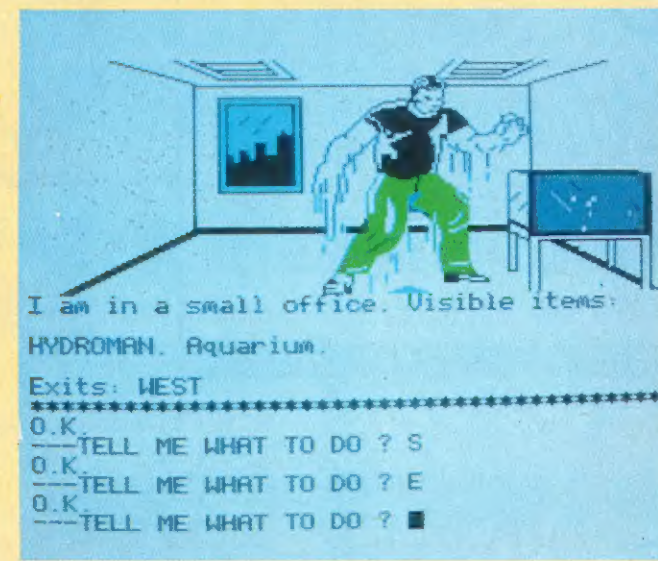 I am in a small office. Visible items:
HYDROMAN. Aquarium.
Exits: WEST
*************************************************
O.K.
---TELL ME WHAT TO DO ? S
O.K.
---TELL ME WHAT TO DO ? E
O.K.
---TELL ME WHAT TO DO ?